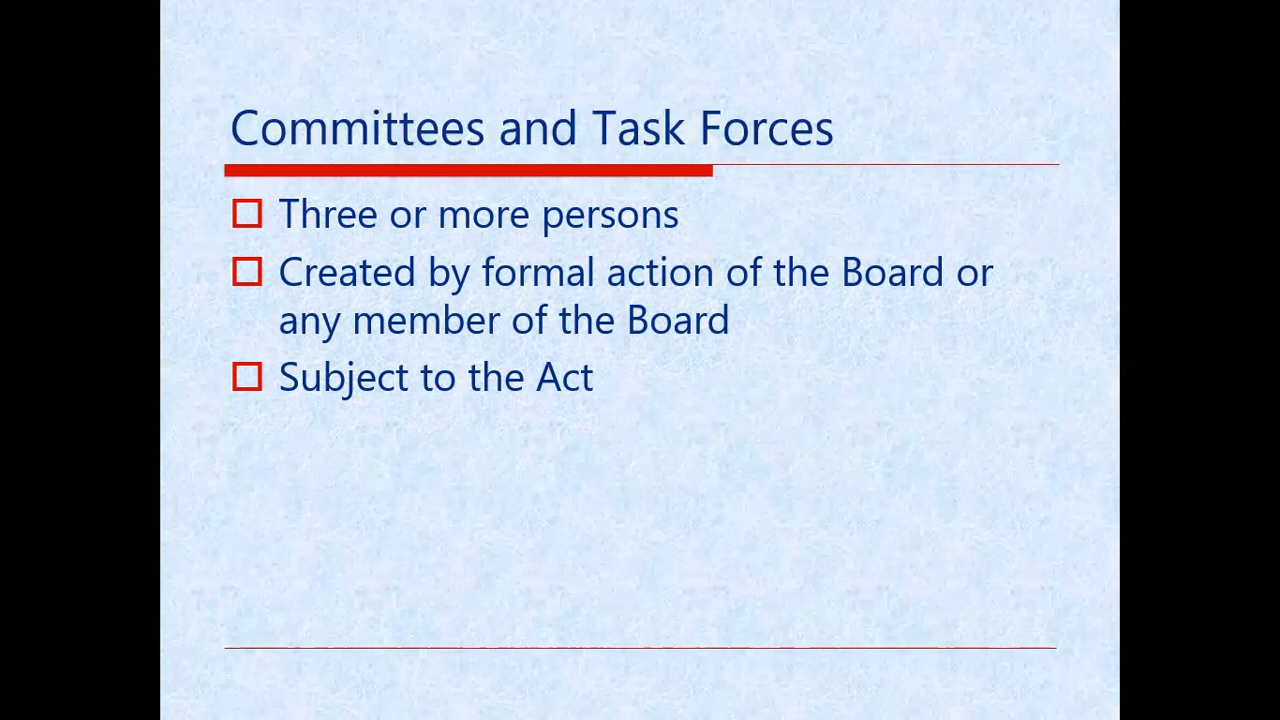 Committees and Task Forces
Three or more persons
Created by formal action of the Board or
any member of the Board
Subject to the Act